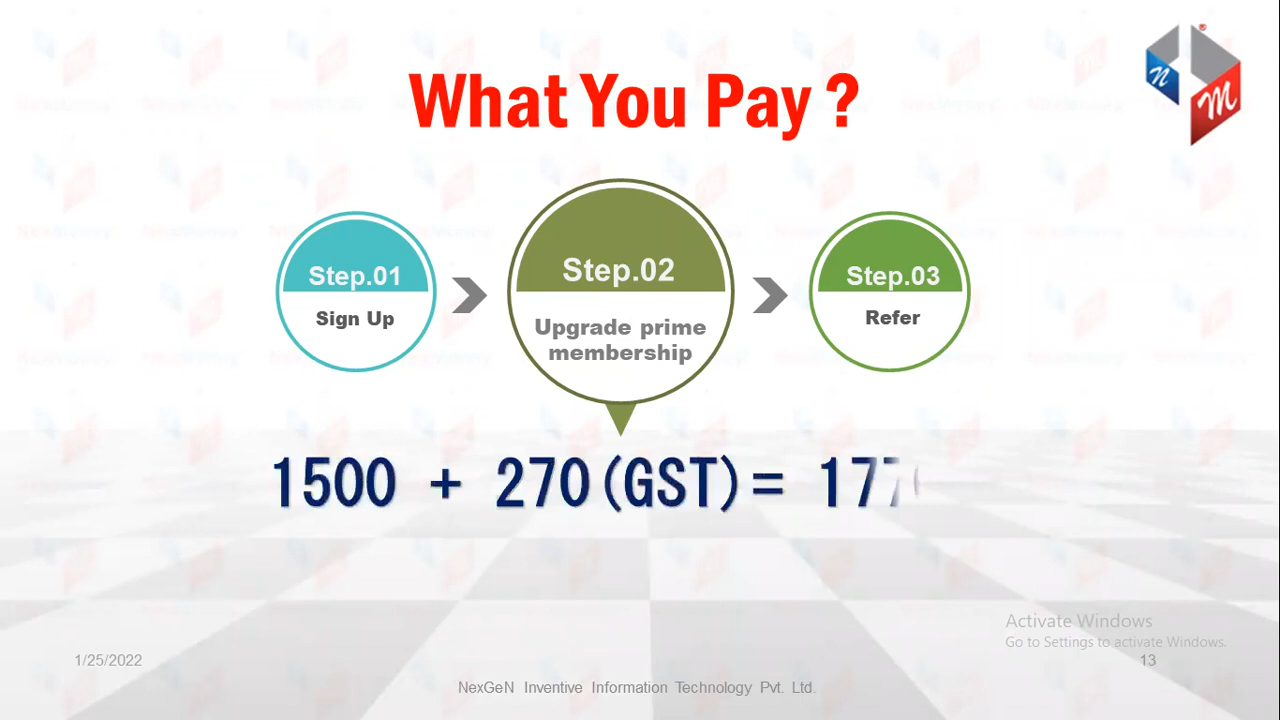 What You Pay ?
Step.01
Sign Up
Step.02
Upgrade prime
membership
Step.03
Refer
1500 + 270 (GST) = 177
Activate Windows
Go to Settings to activate Windows.
1/25/2022
13
NexGeN Inventive Information Technology Pvt. Ltd.
n
M